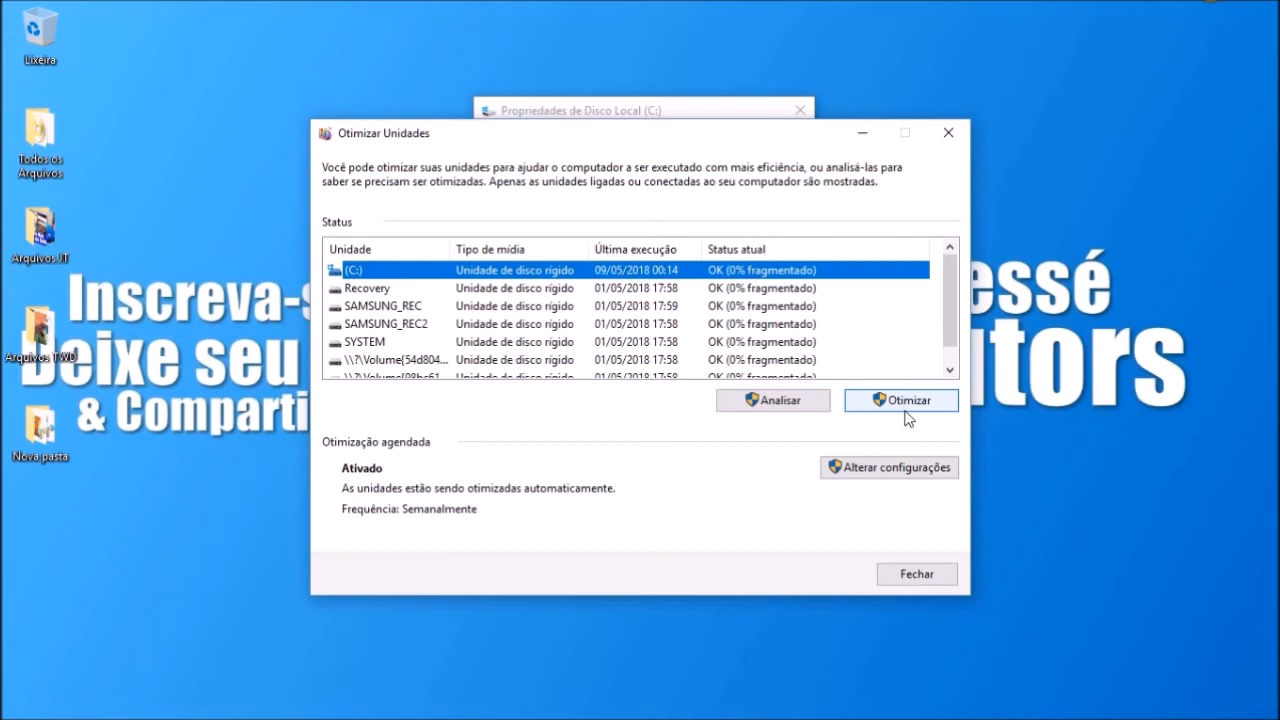 Lixeira
Todos os
Arquivos
Arquivos JT
Arquivos TWD
Nova pasta
Inscreva-s
Deixe seu
& Comparti
essé
tors
Propriedades de Disco Local (C:)
Otimizar Unidades
Você pode otimizar suas unidades para ajudar o computador a ser executado com mais eficiência, ou analisá-las para
saber se precisam ser otimizadas. Apenas as unidades ligadas ou conectadas ao seu computador são mostradas.
Status
Unidade Tipo de mídia Última execução Status atual
(C:) Unidade de disco rígido 09/05/2018 00:14 OK (0% fragmentado)
Recovery Unidade de disco rígido 01/05/2018 17:58 OK (0% fragmentado)
SAMSUNG_REC Unidade de disco rígido 01/05/2018 17:59 OK (0% fragmentado)
SAMSUNG_REC2 Unidade de disco rígido 01/05/2018 17:58 OK (0% fragmentado)
SYSTEM Unidade de disco rígido 01/05/2018 17:58 OK (0% fragmentado)
\\?\Volume{54d804... Unidade de disco rígido 01/05/2018 17:58 OK (0% fragmentado)
Unidade de disco rígido 01/05/2018 17:58 OK (0% fragmentado)
Analisar Otimizar
Otimização agendada
Ativado
Alterar configurações
As unidades estão sendo otimizadas automaticamente.
Frequência: Semanalmente
Fechar